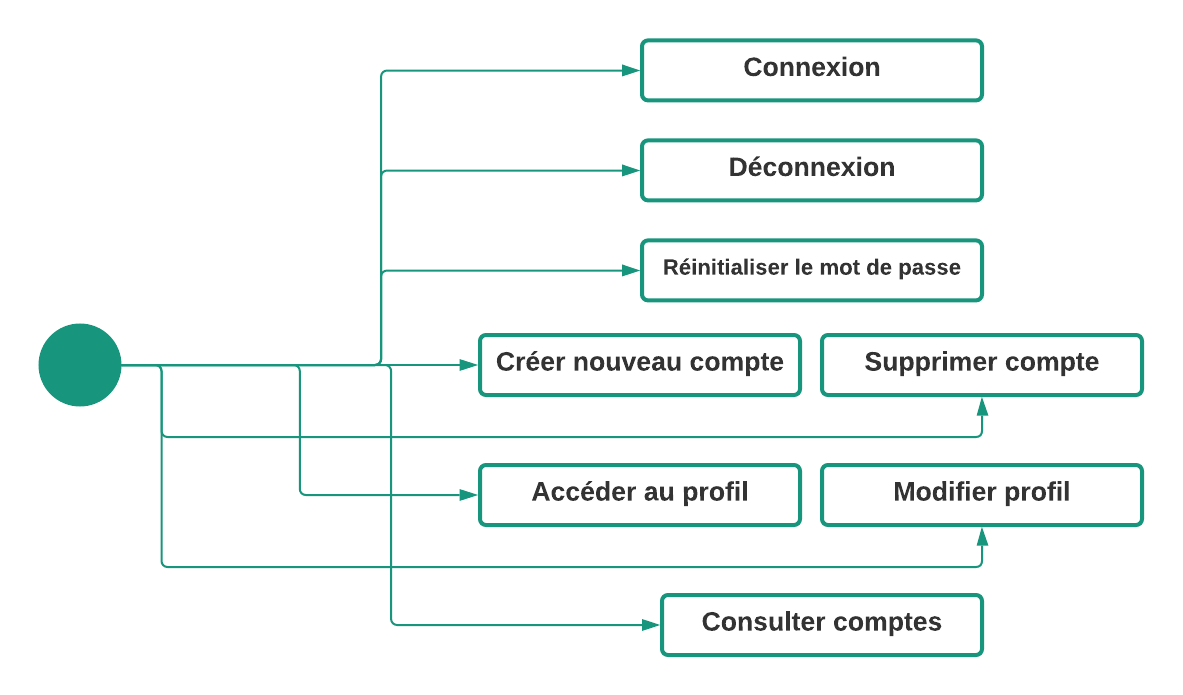 Connexion
Déconnexion
Réinitialiser le mot de passe
Créer nouveau compte
Supprimer compte
Accéder au profil
Modifier profil
Consulter comptes